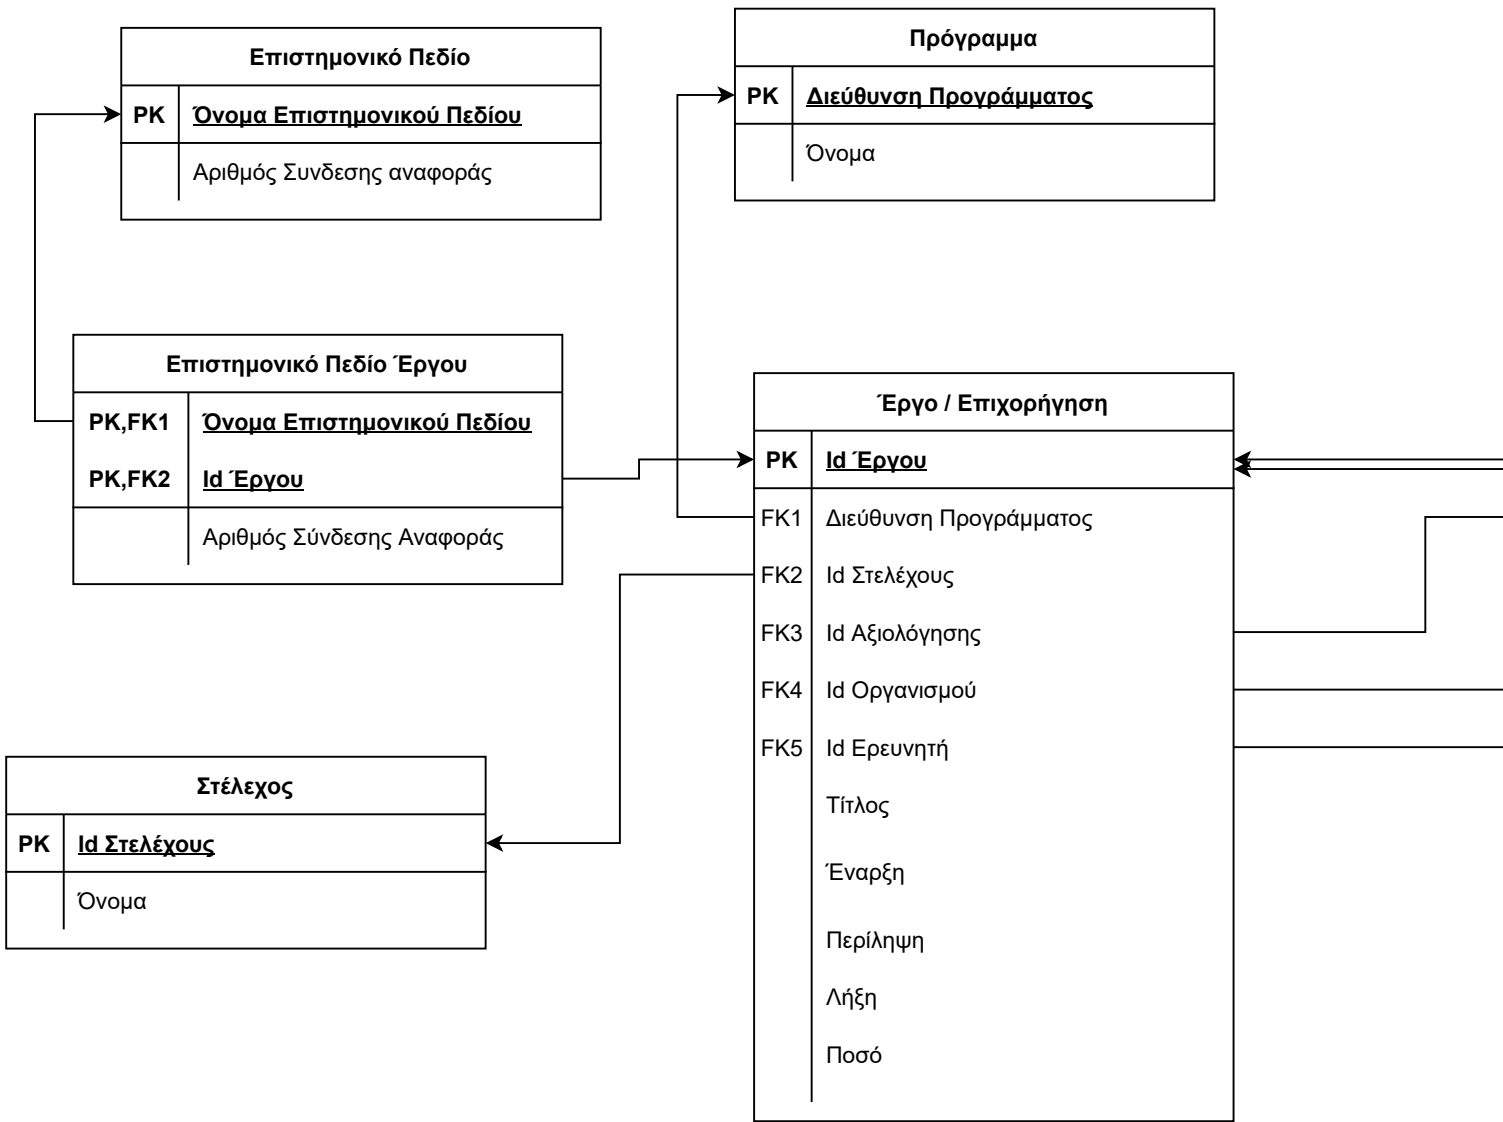 Επιστημονικό Πεδίο
PK Όνομα Επιστημονικού Πεδίου
Αριθμός Συνδεσης αναφοράς
Πρόγραμμα
PK Διεύθυνση Προγράμματος
Όνομα
Επιστημονικό Πεδίο Έργου
PK,FK1 Όνομα Επιστημονικού Πεδίου
PK,FK2 Id Έργου
Αριθμός Σύνδεσης Αναφοράς
Έργο / Επιχορήγηση
PK Id Έργου
FK1 Διεύθυνση Προγράμματος
FK2 Id Στελέχους
FK3 Id Αξιολόγησης
FK4 Id Οργανισμού
FK5 Id Ερευνητή
Τίτλος
Έναρξη
Περίληψη
Λήξη
Ποσό
Στέλεχος
PK Id Στελέχους
Όνομα